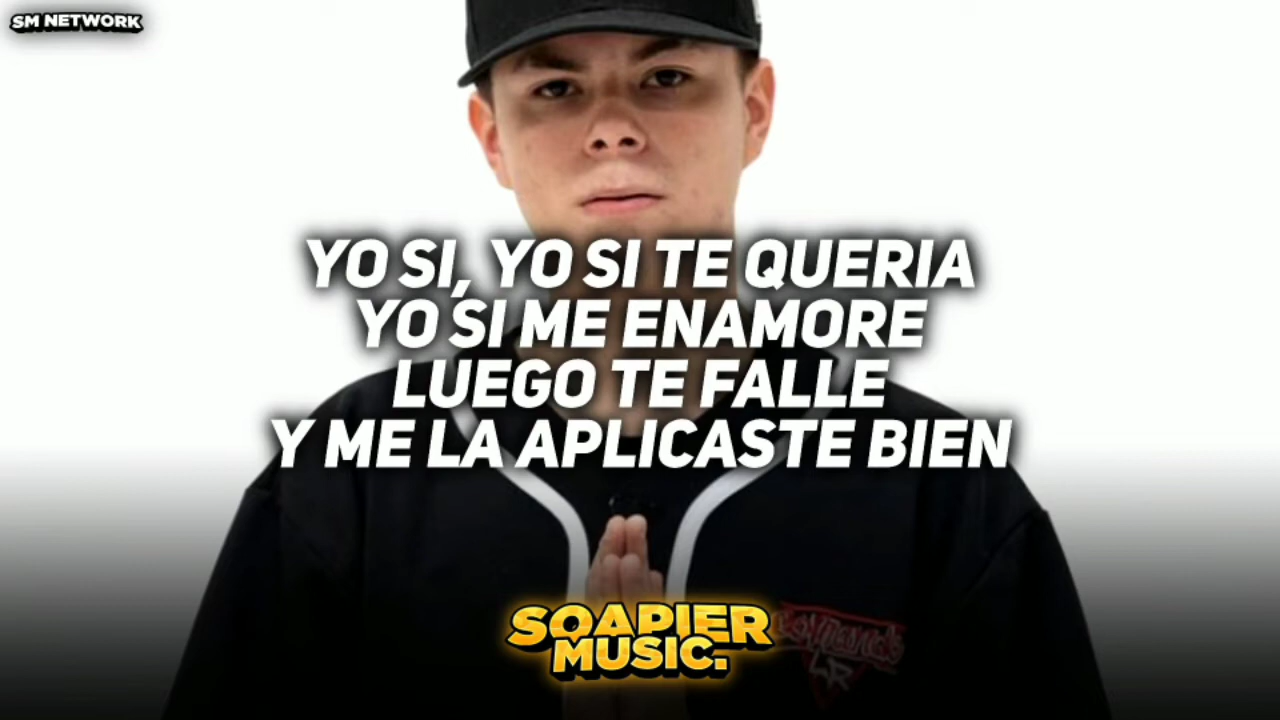 SM NETWORK
YO SI, YO SI TE QUERIA
YO SI ME ENAMORE
LUEGO TE FALLE
Y ME LA APLICASTE BIEN
SOAPIER
MUSIC.